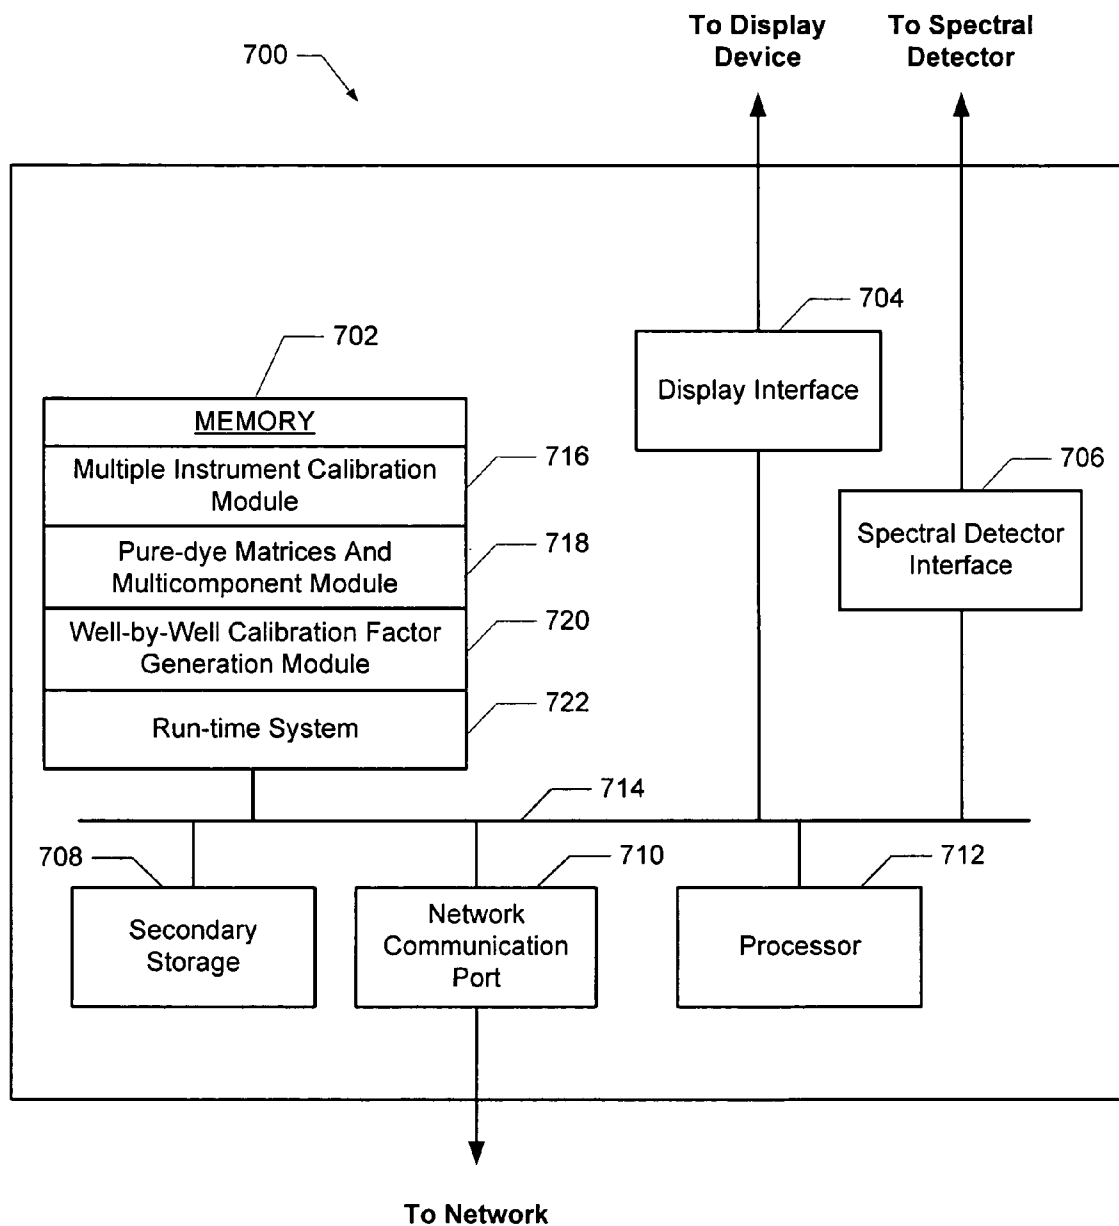 To Display
Device
To Spectral
Detector
700
704
Display Interface
702
MEMORY
Multiple Instrument Calibration
Module
716
706
Spectral Detector
Interface
Pure-dye Matrices And
Multicomponent Module
718
Well-by-Well Calibration Factor
Generation Module
720
Run-time System
722
714
708
Secondary
Storage
710
Network
Communication
Port
712
Processor
To Network